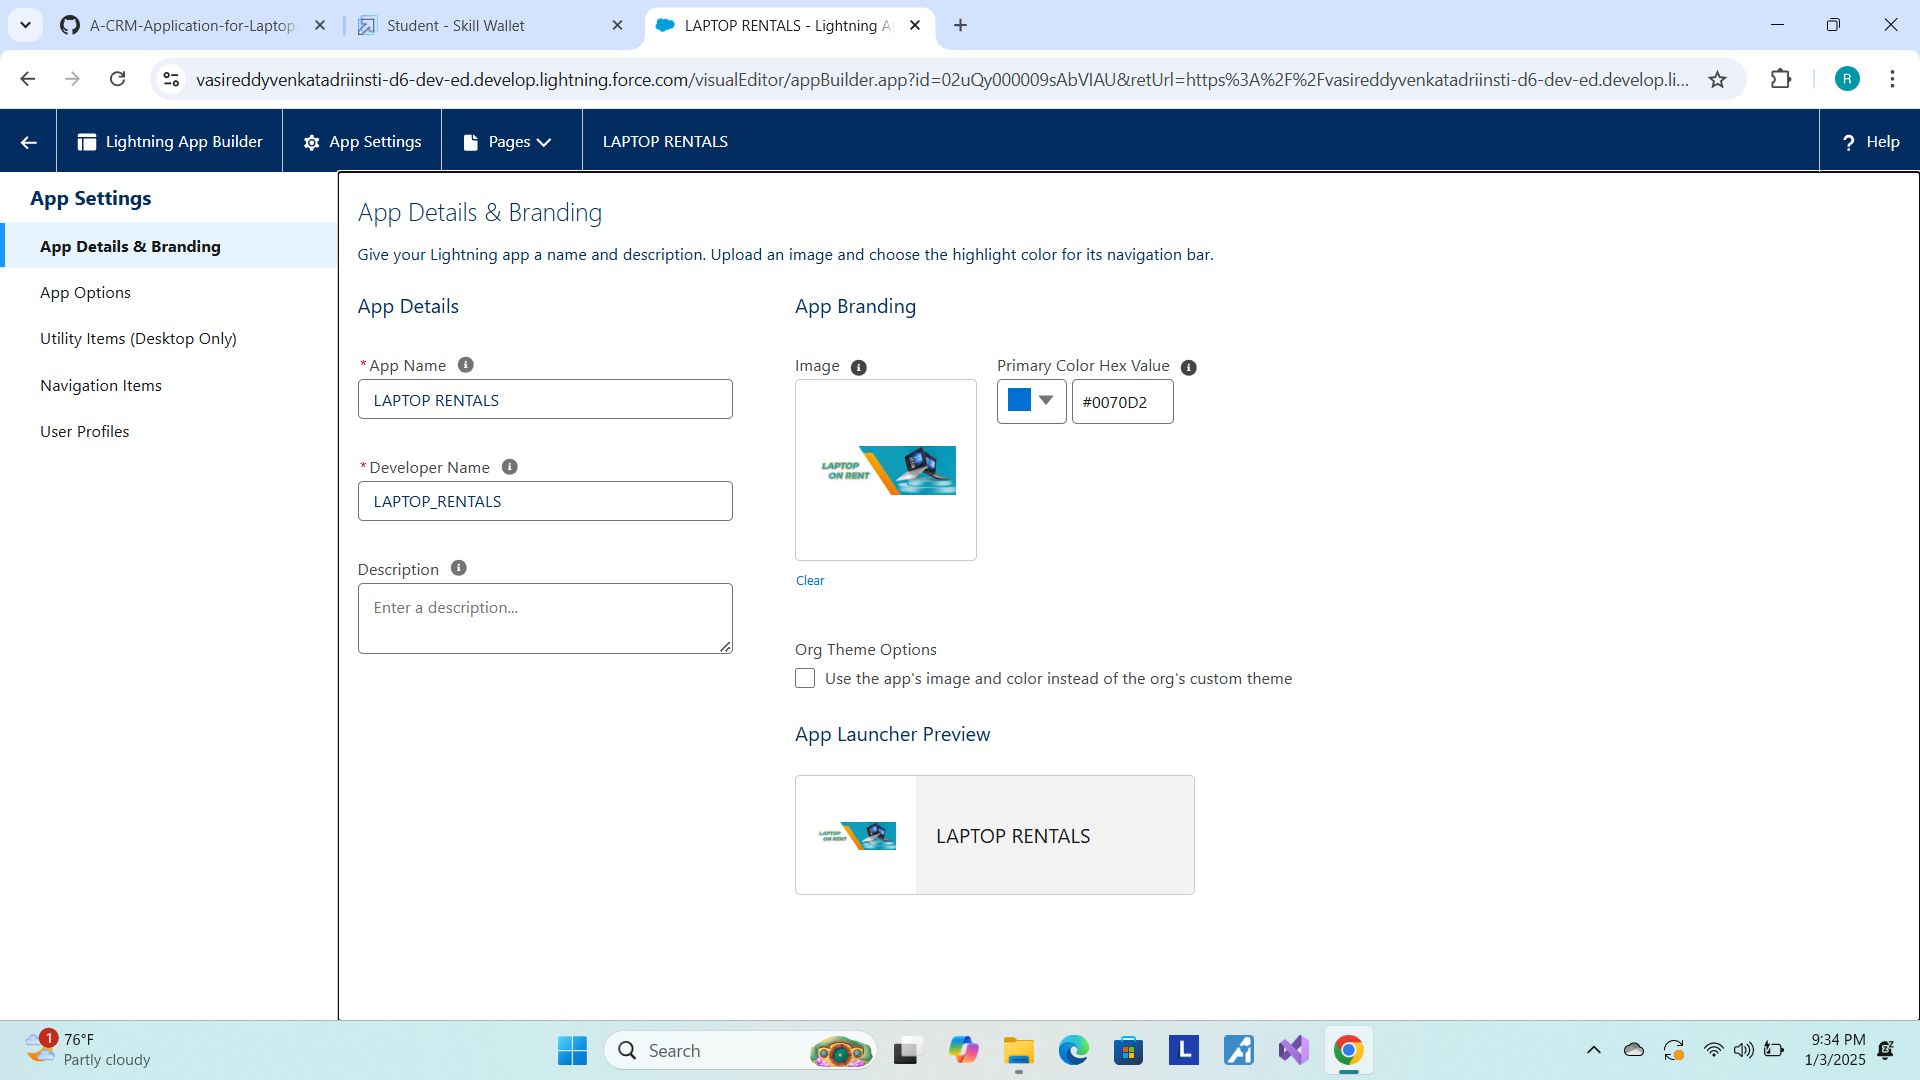 A-CRM-Application-for-Laptop-
Student - Skill Wallet
LAPTOP RENTALS - Lightning A
vasireddyvenkatadriinsti-d6-dev-ed.develop.lightning.force.com/visualEditor/appBuilder.app?id=02uQy000009sAbVIAU&retUrl=https%3A%2F%2Fvasireddyvenkatadriinsti-d6-dev-ed.develop.li...
R
Lightning App Builder
App Settings
Pages
LAPTOP RENTALS
? Help
App Settings
App Details & Branding
App Options
Utility Items (Desktop Only)
Navigation Items
User Profiles
App Details & Branding
Give your Lightning app a name and description. Upload an image and choose the highlight color for its navigation bar.
App Details
*App Name
LAPTOP RENTALS
*Developer Name
LAPTOP_RENTALS
Description
Enter a description...
App Branding
Image
Primary Color Hex Value
#0070D2
LAPTOP
ON RENT
Clear
Org Theme Options
Use the app's image and color instead of the org's custom theme
App Launcher Preview
LAPTOP
ON RENT
LAPTOP RENTALS
1
76°F
Partly cloudy
Search
L
9:34 PM
1/3/2025